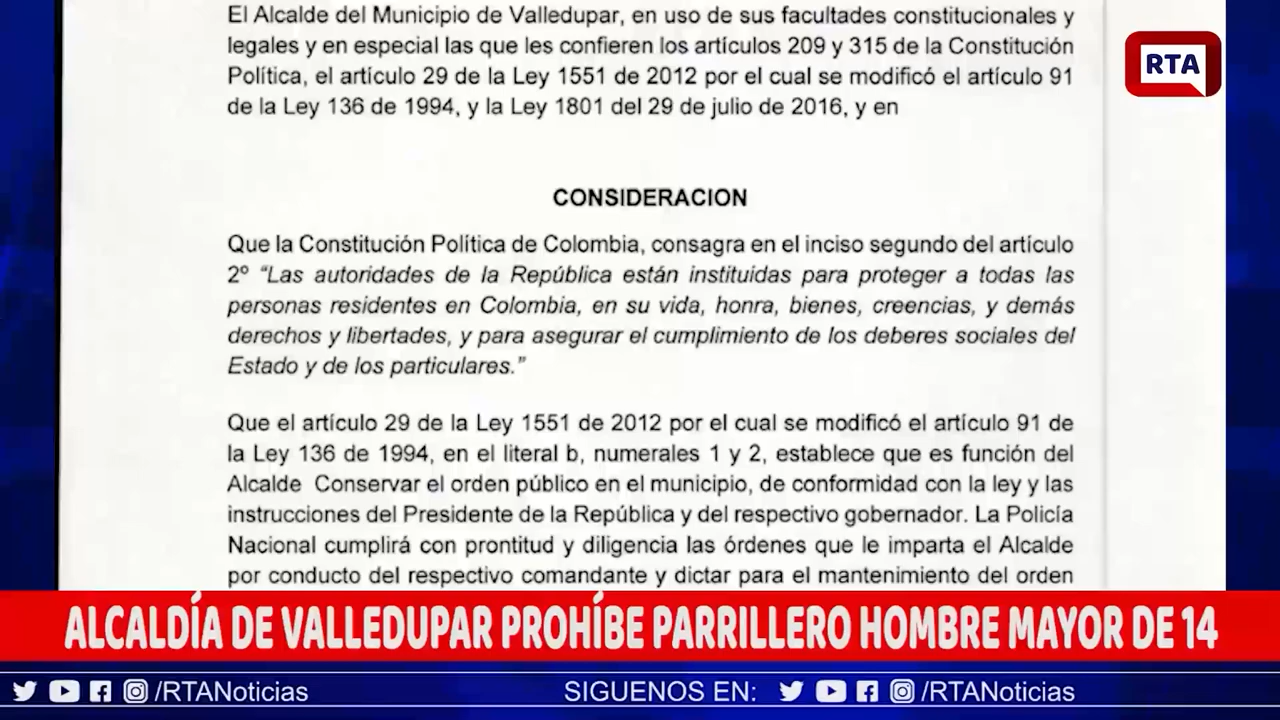 El Alcalde del Municipio de Valledupar, en uso de sus facultades constitucionales y
legales y en especial las que les confieren los artículos 209 y 315 de la Constitución
Política, el artículo 29 de la Ley 1551 de 2012 por el cual se modificó el artículo 91
de la Ley 136 de 1994, y la Ley 1801 del 29 de julio de 2016, y en
RTA
CONSIDERACION
Que la Constitución Política de Colombia, consagra en el inciso segundo del artículo
2º “Las autoridades de la República están instituidas para proteger a todas las
personas residentes en Colombia, en su vida, honra, bienes, creencias, y demás
derechos y libertades, y para asegurar el cumplimiento de los deberes sociales del
Estado y de los particulares.”
Que el artículo 29 de la Ley 1551 de 2012 por el cual se modificó el artículo 91 de
la Ley 136 de 1994, en el literal b, numerales 1 y 2, establece que es función del
Alcalde Conservar el orden público en el municipio, de conformidad con la ley y las
instrucciones del Presidente de la República y del respectivo gobernador. La Policía
Nacional cumplirá con prontitud y diligencia las órdenes que le imparta el Alcalde
por conducto del respectivo comandante y dictar para el mantenimiento del orden
ALCALDÍA DE VALLEDUPAR PROHÍBE PARRILLERO HOMBRE MAYOR DE 14
/RTANoticias SIGUENOS EN: /RTANoticias